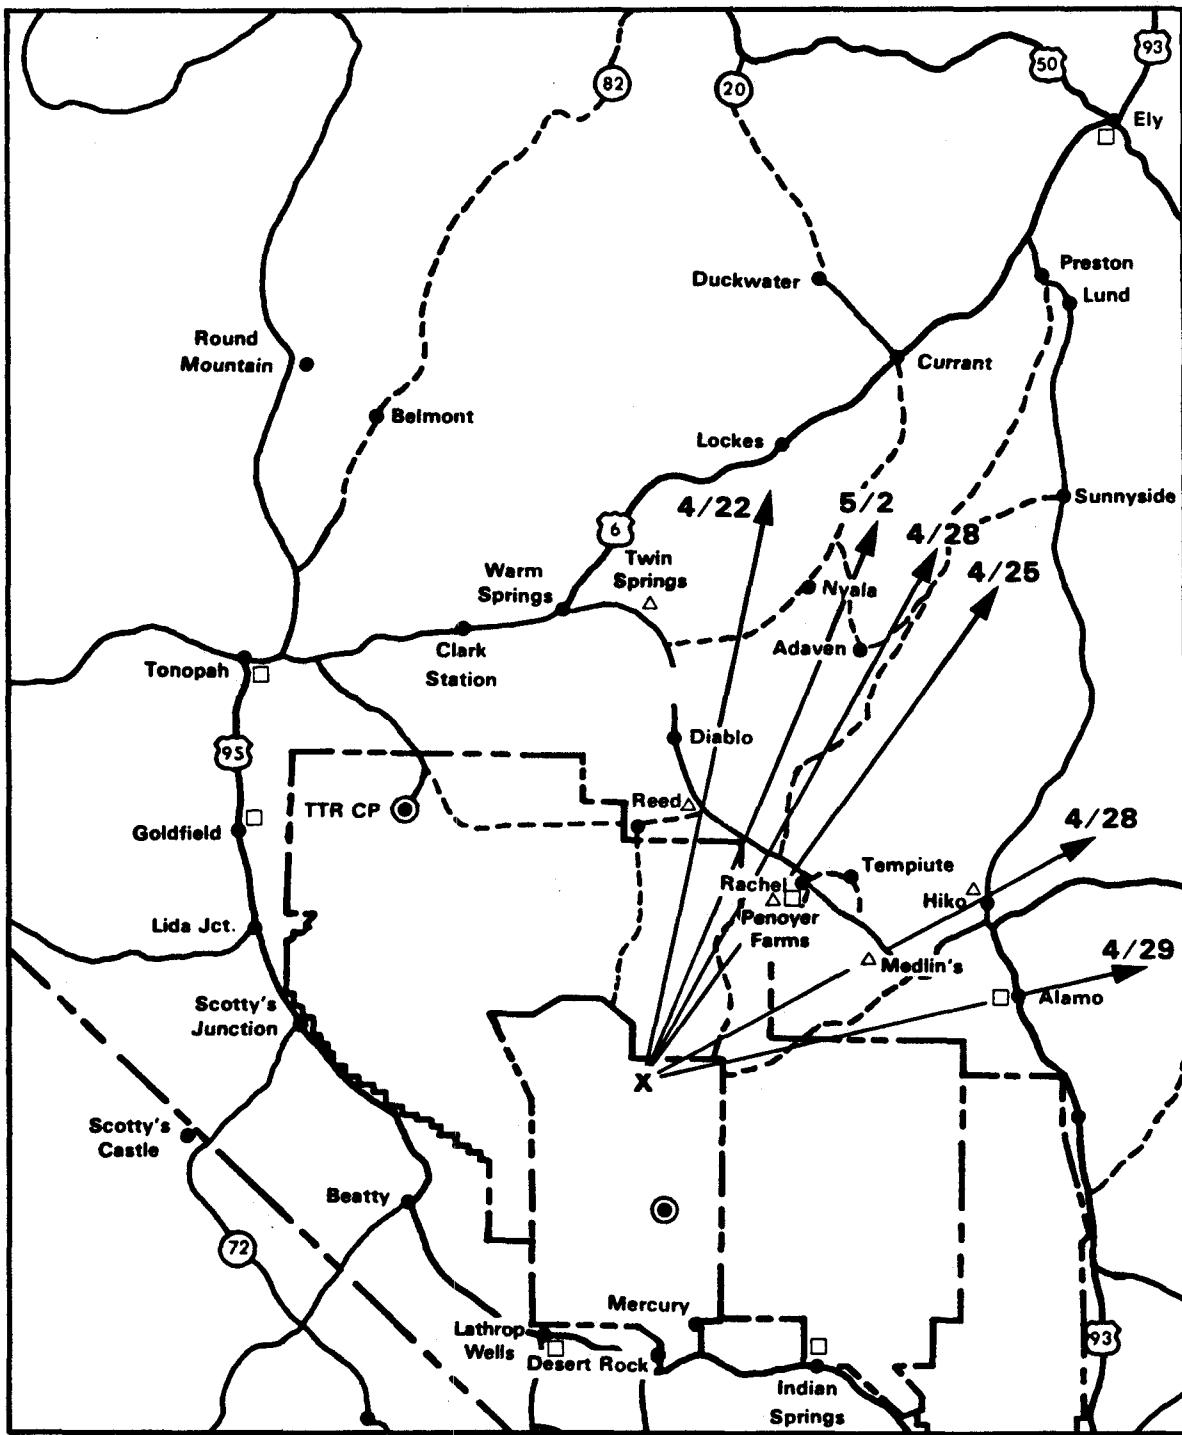 93
50
82
20
Ely
Preston
Duckwater
Lund
Round
Mountain
Currant
Belmont
Lockes
Sunnyside
4/22
5/2
6
4/28
Twin
Springs
Warm
Springs
4/25
Nyala
Clark
Station
Adaven
Tonopah
Diablo
95
TTR CP
Reed
Goldfield
4/28
Tempiute
Rachel
Hiko
Penoyer
Farms
Lida Jct.
4/29
Medlin's
Alamo
Scotty's
Junction
X
Scotty's
Castle
Beatty
72
Mercury
Lathrop
Wells
Desert Rock
93
Indian
Springs